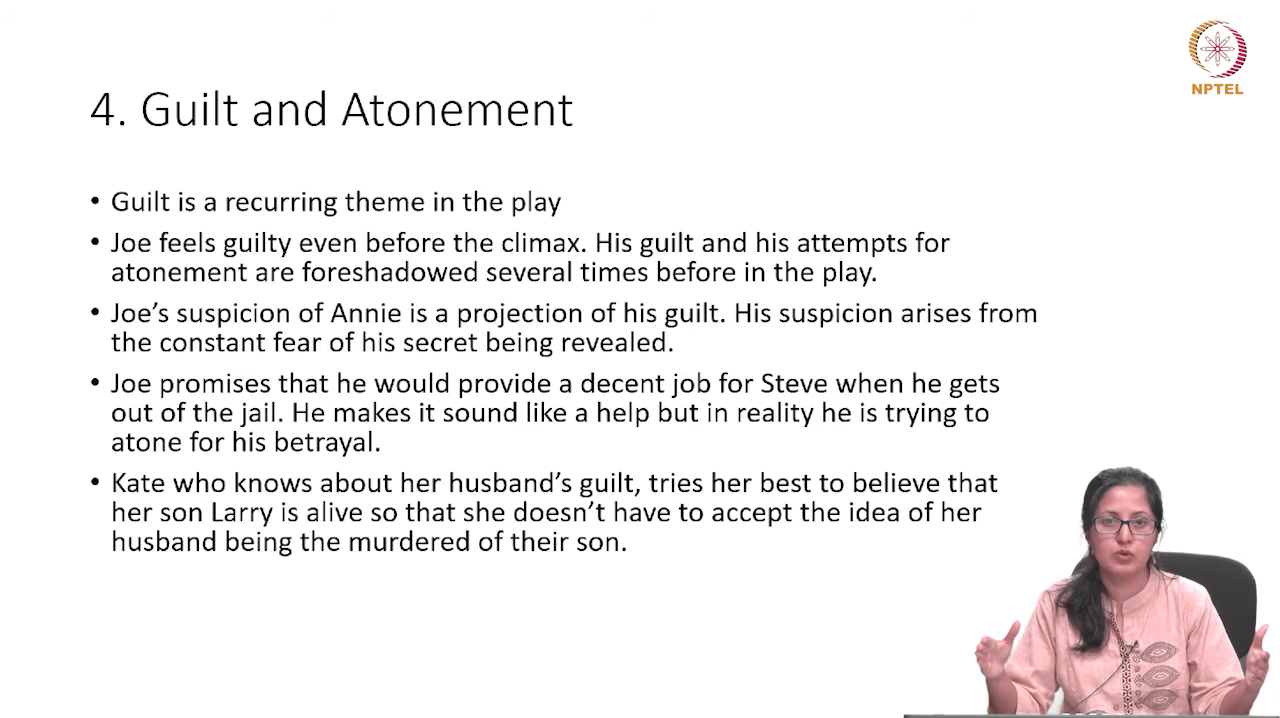 NPTEL
4. Guilt and Atonement
• Guilt is a recurring theme in the play
• Joe feels guilty even before the climax. His guilt and his attempts for
atonement are foreshadowed several times before in the play.
• Joe’s suspicion of Annie is a projection of his guilt. His suspicion arises from
the constant fear of his secret being revealed.
• Joe promises that he would provide a decent job for Steve when he gets
out of the jail. He makes it sound like a help but in reality he is trying to
atone for his betrayal.
• Kate who knows about her husband’s guilt, tries her best to believe that
her son Larry is alive so that she doesn’t have to accept the idea of her
husband being the murdered of their son.